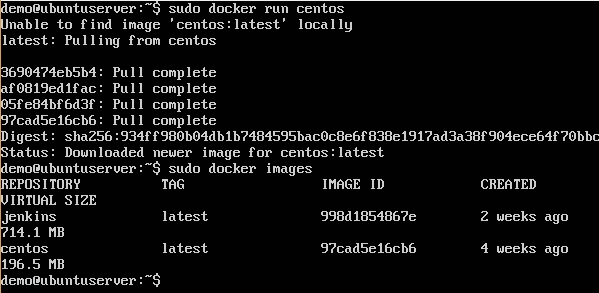 demo@ubuntuserver:~$ sudo docker run centos
Unable to find image 'centos:latest' locally
latest: Pulling from centos
3690474eb5b4: Pull complete
af0819ed1fac: Pull complete
05fe84bf6d3f: Pull complete
97cad5e16cb6: Pull complete
Digest: sha256:934ff980b04db1b7484595bac0c8e6f838e1917ad3a38f904ece64f70bbc
Status: Downloaded newer image for centos:latest
demo@ubuntuserver:~$ sudo docker images
REPOSITORY TAG IMAGE ID CREATED
VIRTUAL SIZE
jenkins latest 998d1854867e 2 weeks ago
714.1 MB
centos latest 97cad5e16cb6 4 weeks ago
196.5 MB
demo@ubuntuserver:~$